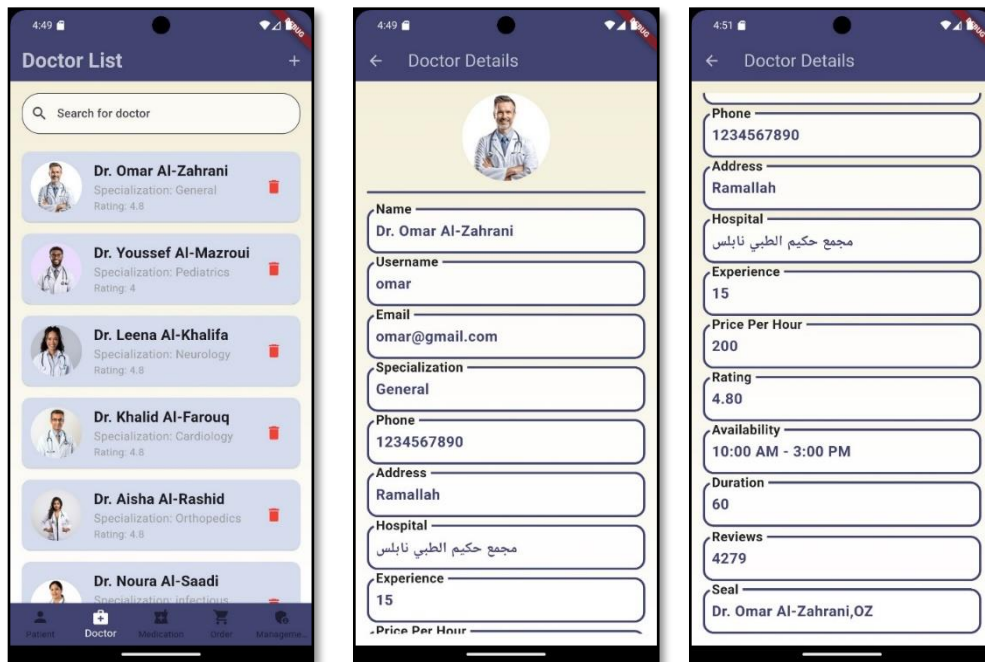 4:49
DEBUG
Doctor List
+
Search for doctor
Dr. Omar Al-Zahrani
Specialization: General
Rating: 4.8
Dr. Youssef Al-Mazroui
Specialization: Pediatrics
Rating: 4
Dr. Leena Al-Khalifa
Specialization: Neurology
Rating: 4.8
Dr. Khalid Al-Farouq
Specialization: Cardiology
Rating: 4.8
Dr. Aisha Al-Rashid
Specialization: Orthopedics
Rating: 4.8
Dr. Noura Al-Saadi
Specialization: infectious
Patient Doctor Medication Order Manageme...
4:49
DEBUG
← Doctor Details
Name
Dr. Omar Al-Zahrani
Username
omar
Email
omar@gmail.com
Specialization
General
Phone
1234567890
Address
Ramallah
Hospital
مجمع حكيم الطبي نابلس
Experience
15
Price Per Hour
4:51
DEBUG
← Doctor Details
Phone
1234567890
Address
Ramallah
Hospital
مجمع حكيم الطبي نابلس
Experience
15
Price Per Hour
200
Rating
4.80
Availability
10:00 AM - 3:00 PM
Duration
60
Reviews
4279
Seal
Dr. Omar Al-Zahrani,OZ